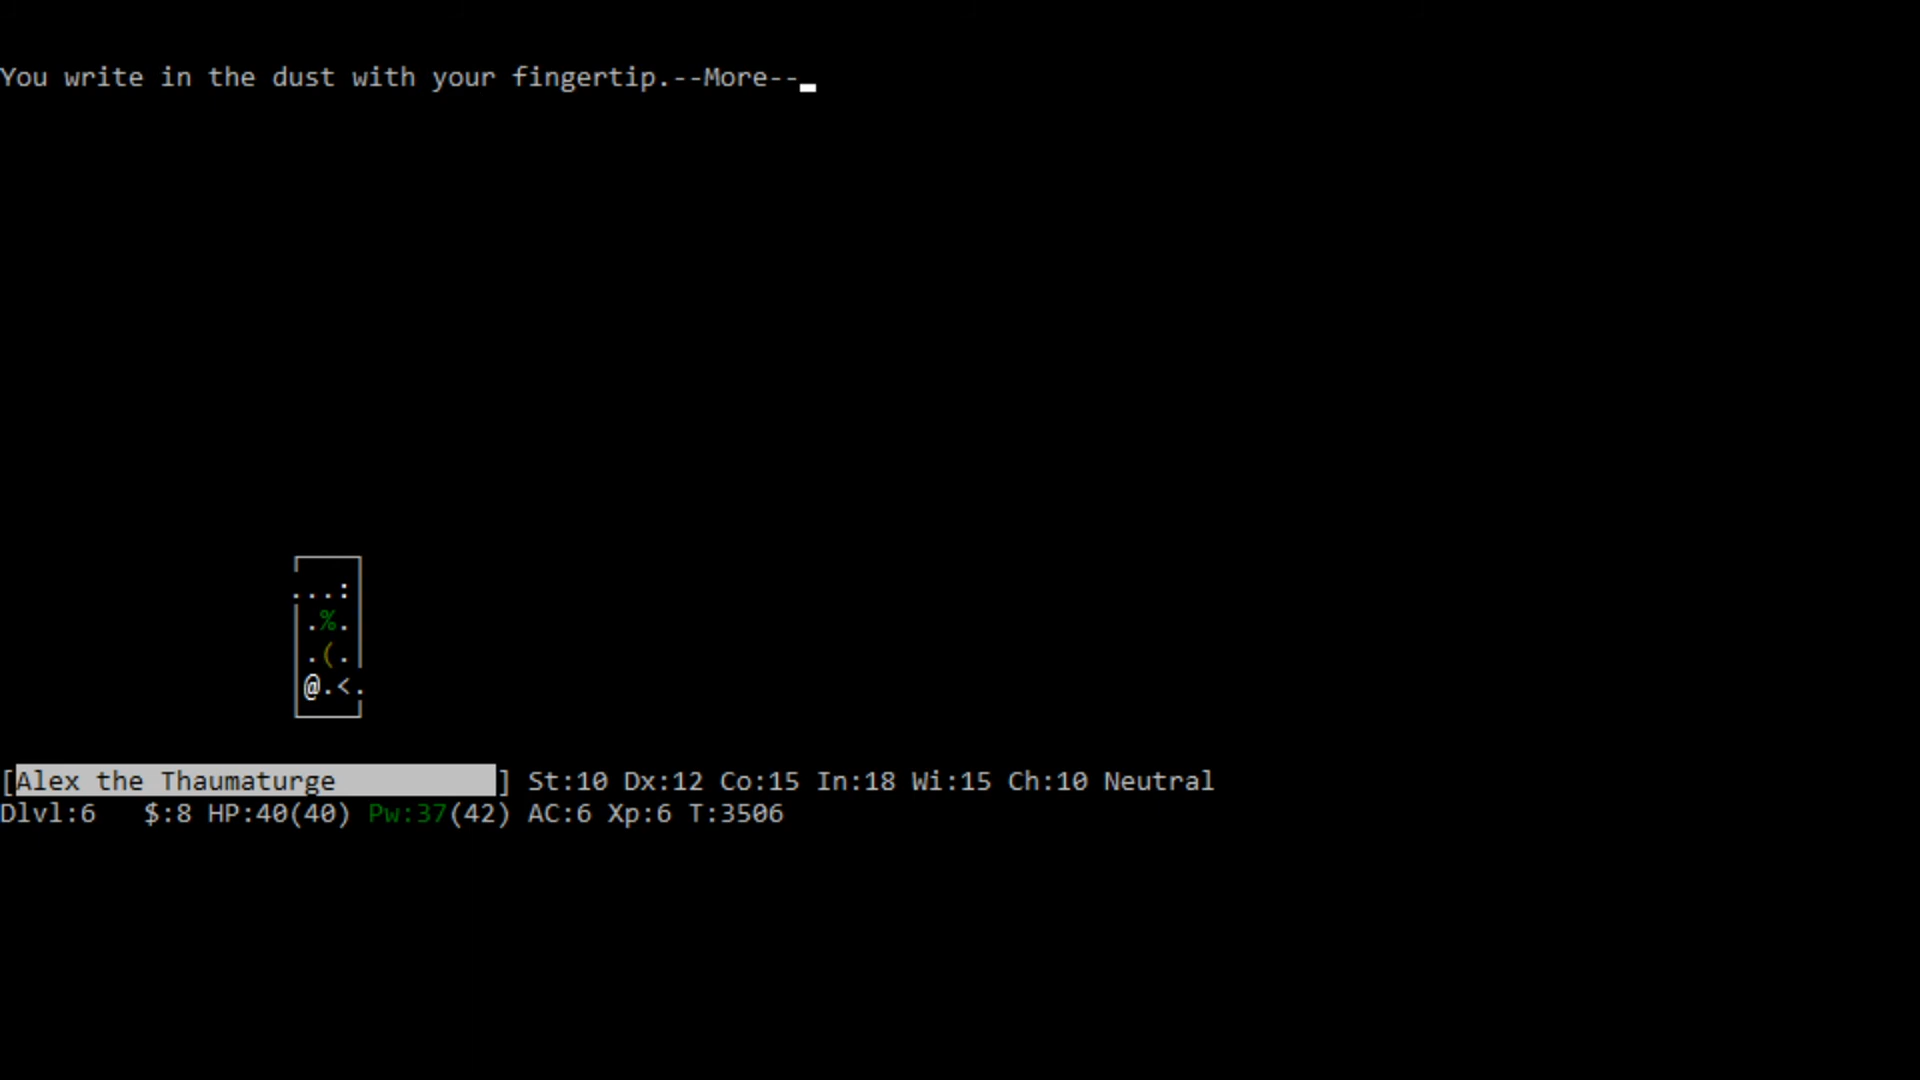 You write in the dust with your fingertip.--More--
...:
.%.
.(.
@.<.
[Alex the Thaumaturge ] St:10 Dx:12 Co:15 In:18 Wi:15 Ch:10 Neutral
Dlvl:6 $:8 HP:40(40) Pw:37(42) AC:6 Xp:6 T:3506